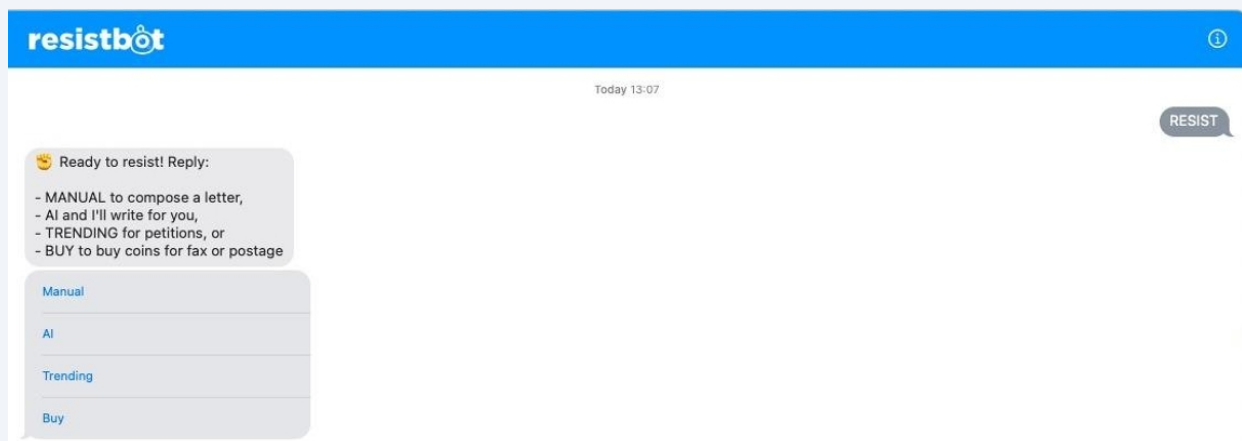 resistbot
Today 13:07
RESIST
✊ Ready to resist! Reply:
- MANUAL to compose a letter,
- AI and I'll write for you,
- TRENDING for petitions, or
- BUY to buy coins for fax or postage
Manual
AI
Trending
Buy